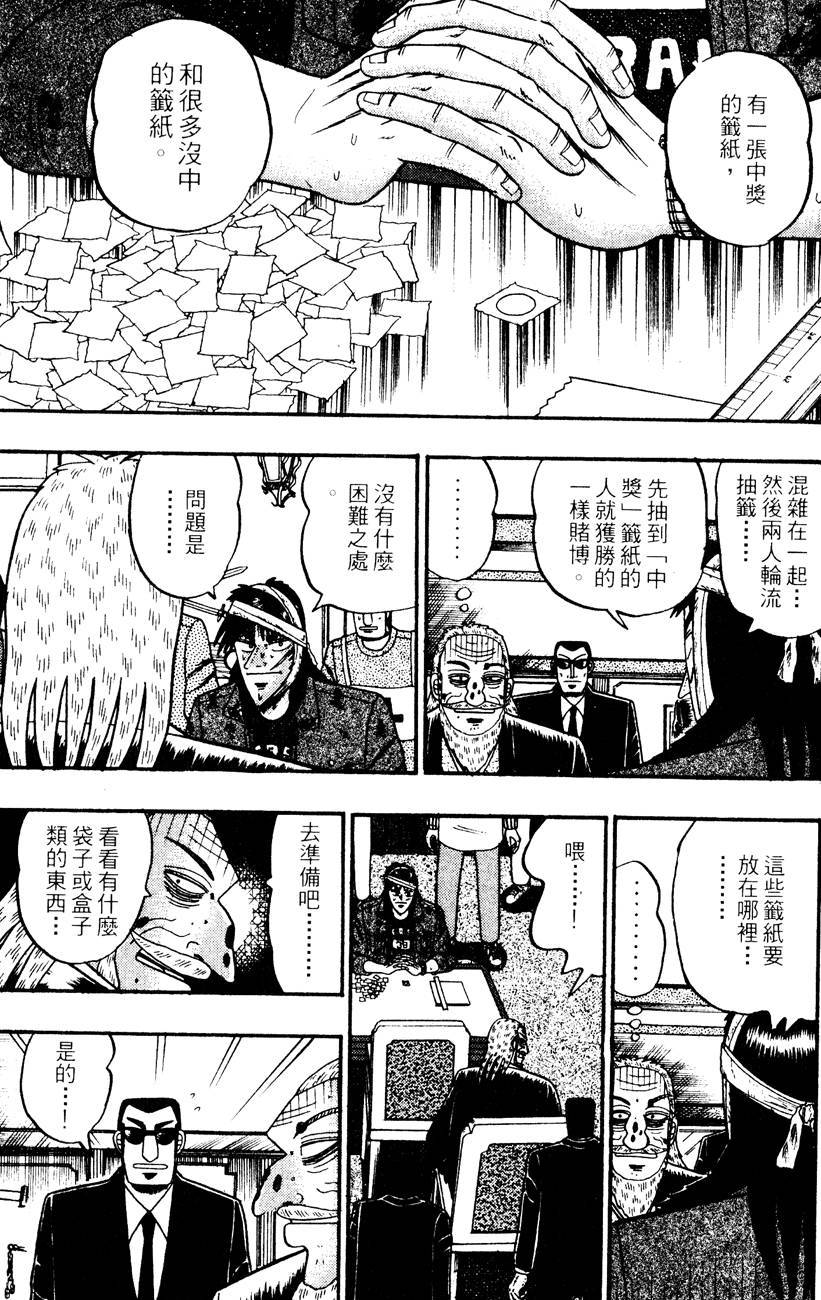 有一張中獎
的籤紙，
和很多沒中
的籤紙。
混雜在一起…
然後兩人輪流
抽籤………
先抽到「中
獎」籤紙的
人就獲勝的
一樣賭博。
……
沒有什麼
困難之處
。
問題是
………
這些籤紙要
放在哪裡…
……
………
喂……！
去準備吧………
看看有什麼
袋子或盒子
類的東西…
是的…！